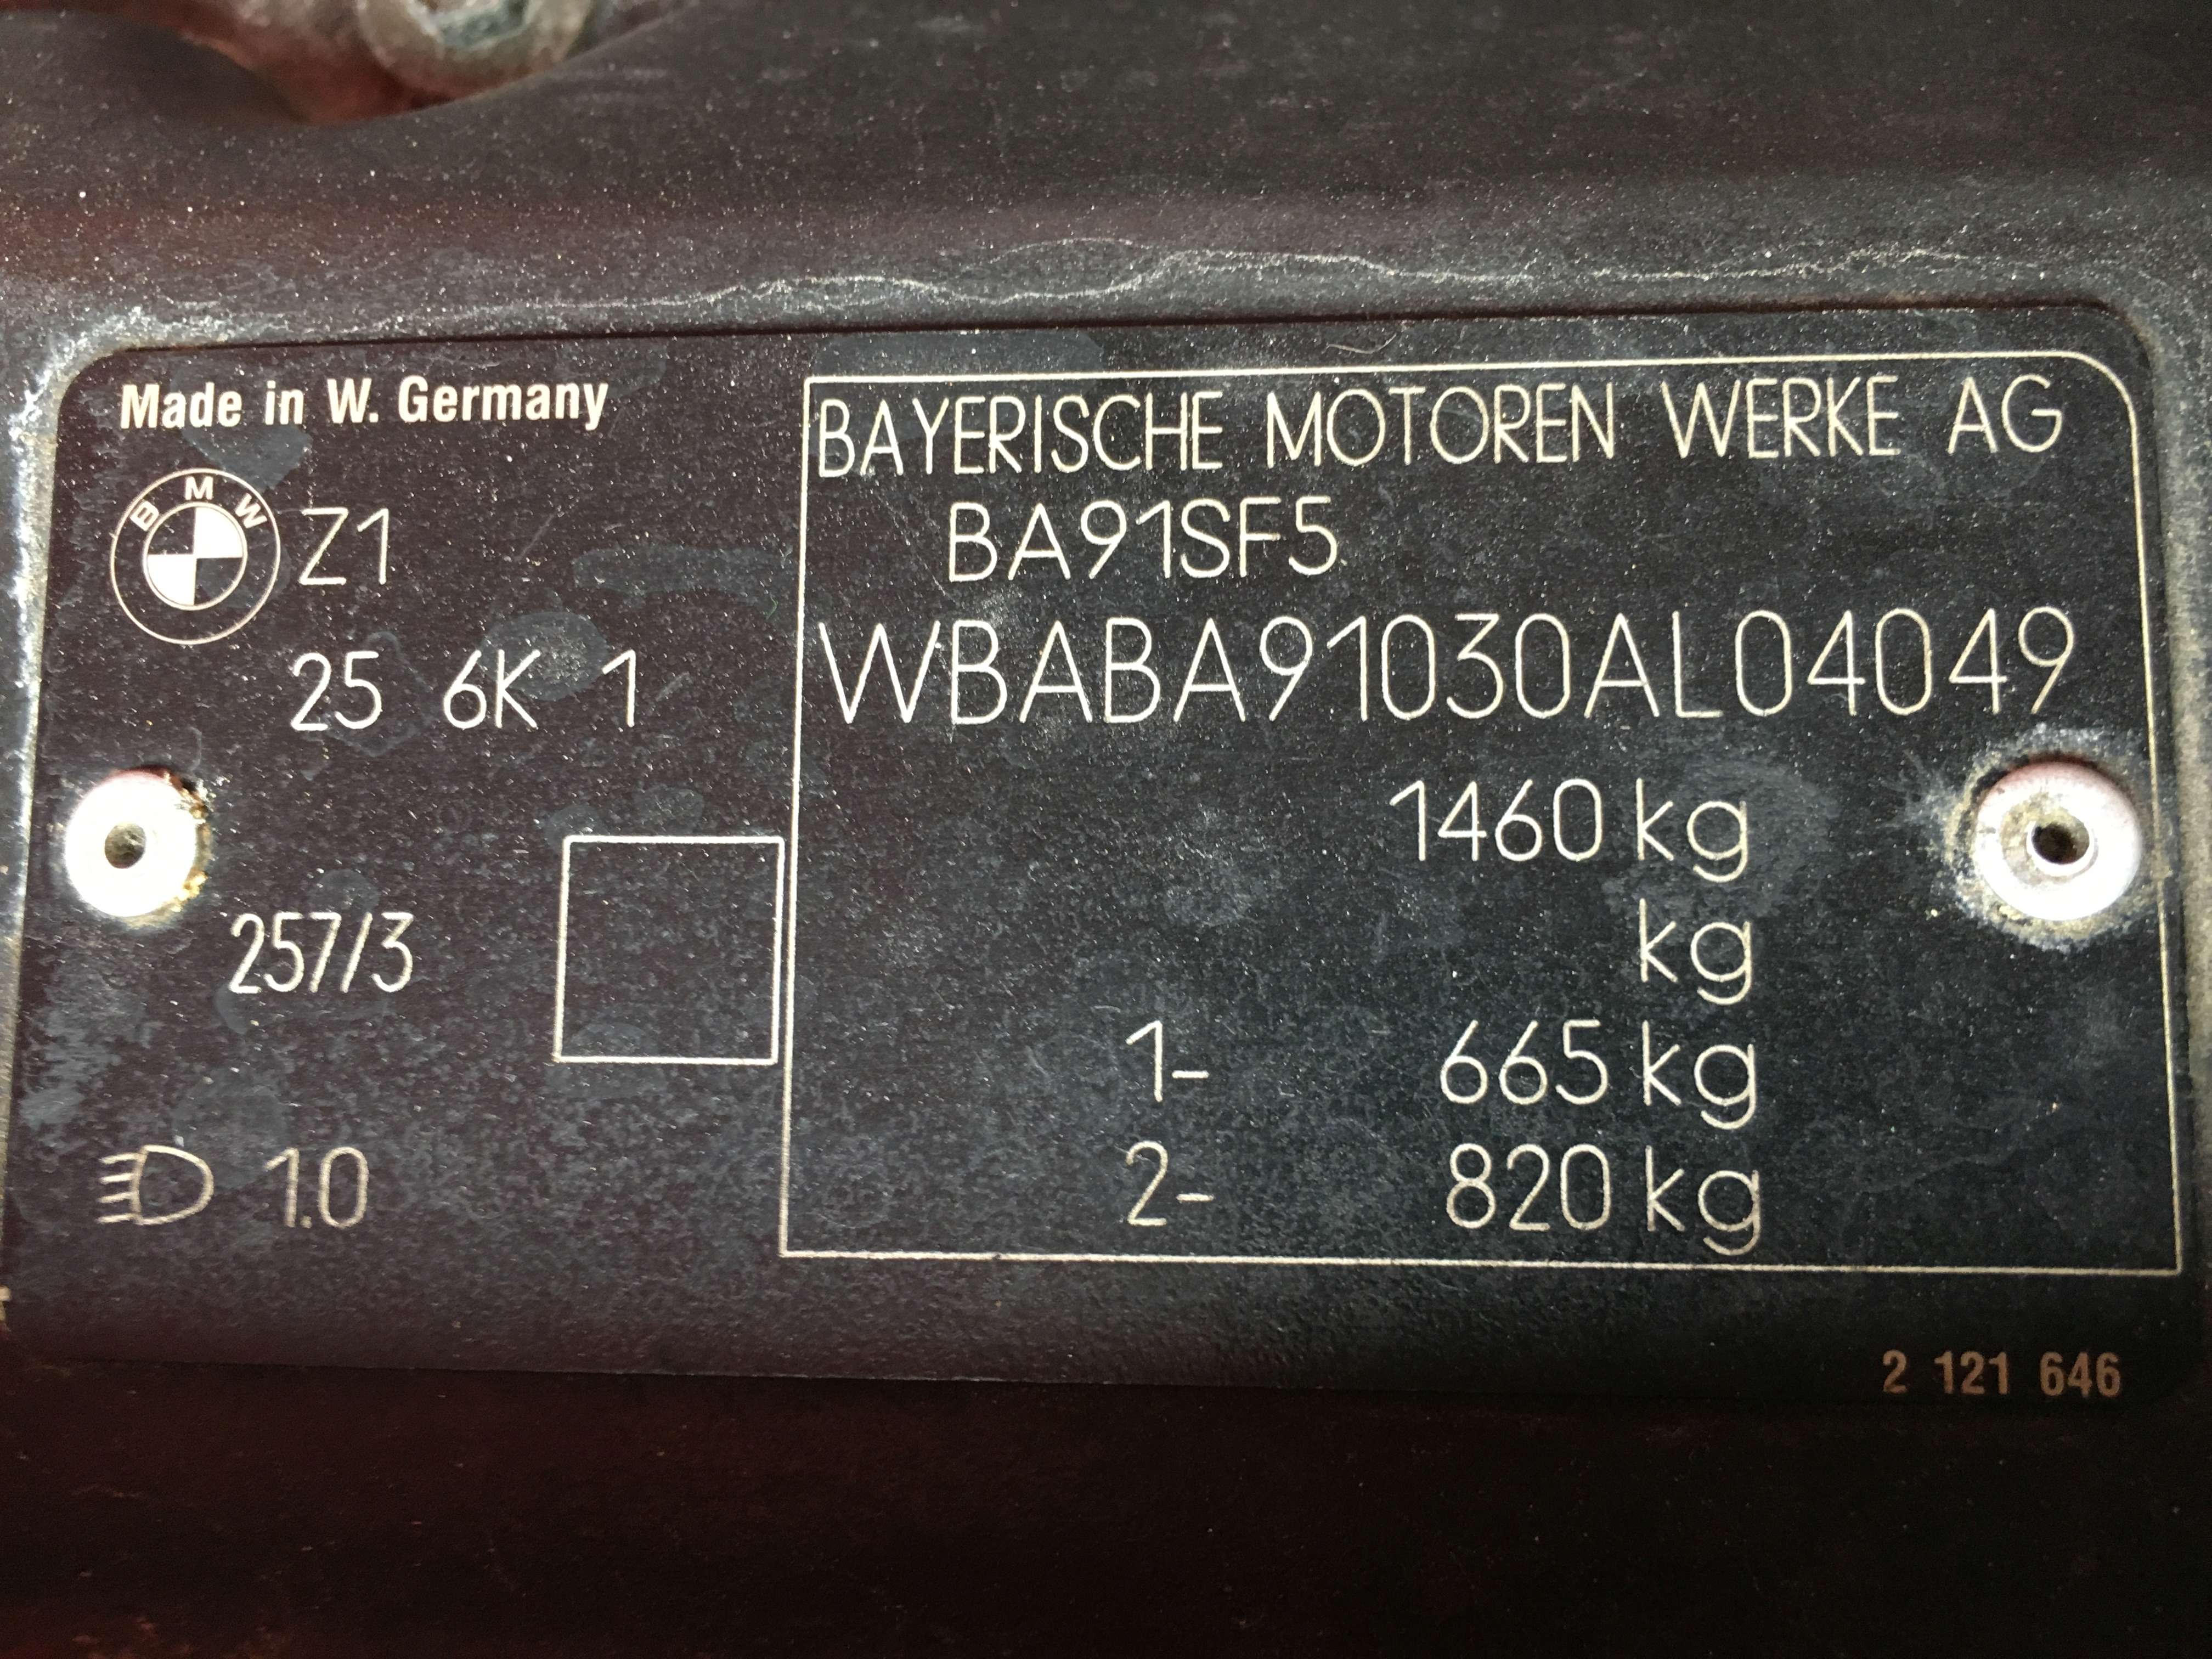 Made in W. Germany
BMW Z1
25 6K 1
257/3
1.0
BAYERISCHE MOTOREN WERKE AG
BA91SF5
WBABA91030AL04049
1460 kg
kg
1- 665 kg
2- 820 kg
2 121 646